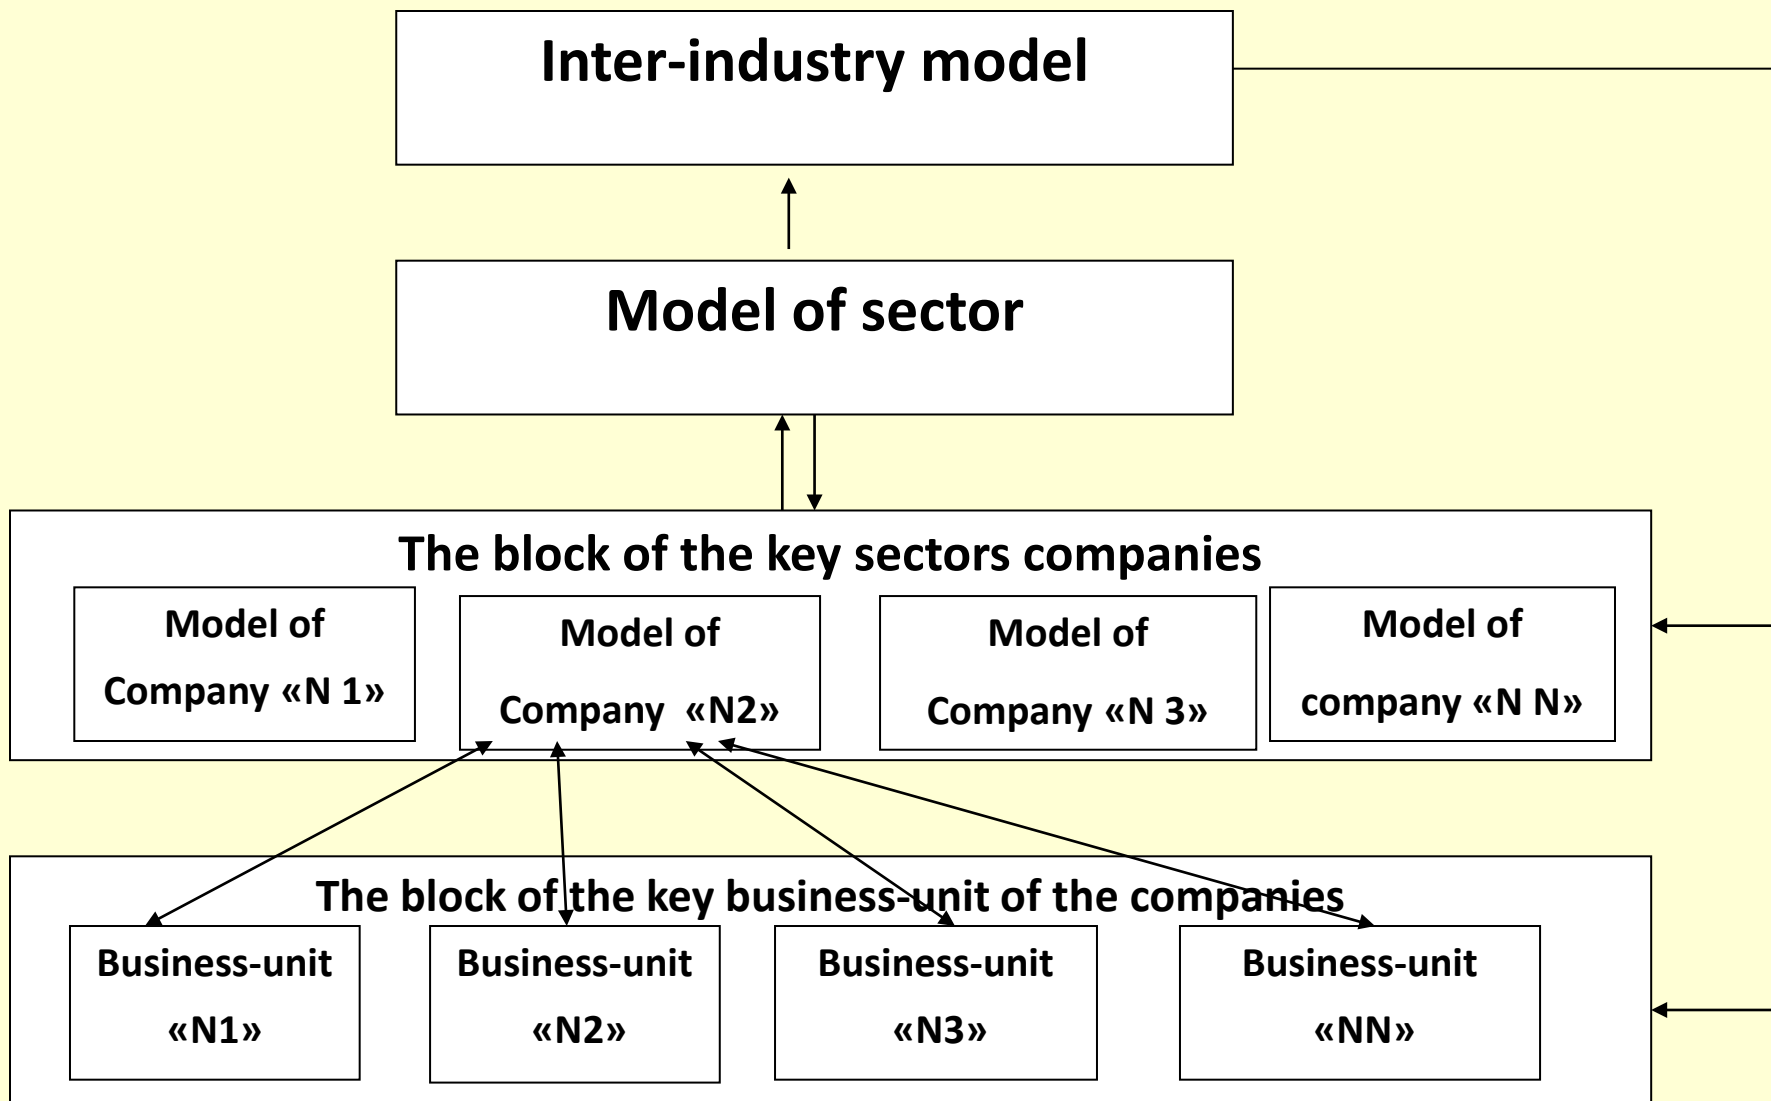 Inter-industry model
Model of sector
The block of the key sectors companies
Model of
Company «N 1»
Model of
Company «N2»
Model of
Company «N 3»
Model of
company «N N»
The block of the key business-unit of the companies
Business-unit
«N1»
Business-unit
«N2»
Business-unit
«N3»
Business-unit
«NN»